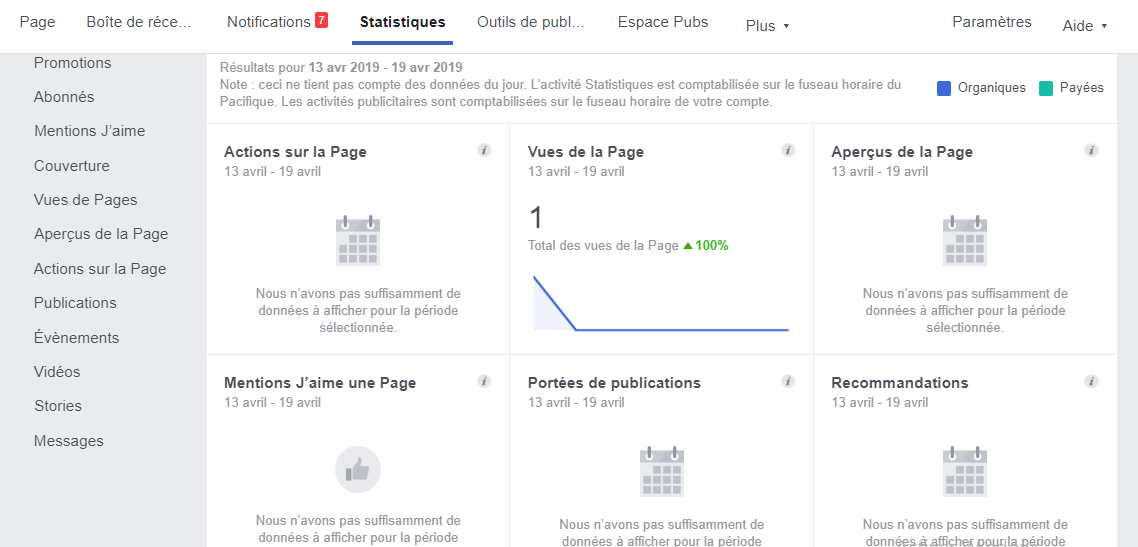 Page
Boîte de réce...
Notifications 7
Statistiques
Outils de publ...
Espace Pubs
Plus
Paramètres
Aide
Promotions
Abonnés
Mentions J’aime
Couverture
Vues de Pages
Aperçus de la Page
Actions sur la Page
Publications
Évènements
Vidéos
Stories
Messages
Résultats pour 13 avr 2019 - 19 avr 2019
Note : ceci ne tient pas compte des données du jour. L’activité Statistiques est comptabilisée sur le fuseau horaire du
Pacifique. Les activités publicitaires sont comptabilisées sur le fuseau horaire de votre compte.
Organiques
Payées
Actions sur la Page
13 avril - 19 avril
Nous n’avons pas suffisamment de
données à afficher pour la période
sélectionnée.
Vues de la Page
13 avril - 19 avril
1
Total des vues de la Page ▲100%
Aperçus de la Page
13 avril - 19 avril
Nous n’avons pas suffisamment de
données à afficher pour la période
sélectionnée.
Mentions J’aime une Page
13 avril - 19 avril
Nous n’avons pas suffisamment de
données à afficher pour la période
Portées de publications
13 avril - 19 avril
Nous n’avons pas suffisamment de
données à afficher pour la période
Recommandations
13 avril - 19 avril
Nous n’avons pas suffisamment de
données à afficher pour la période